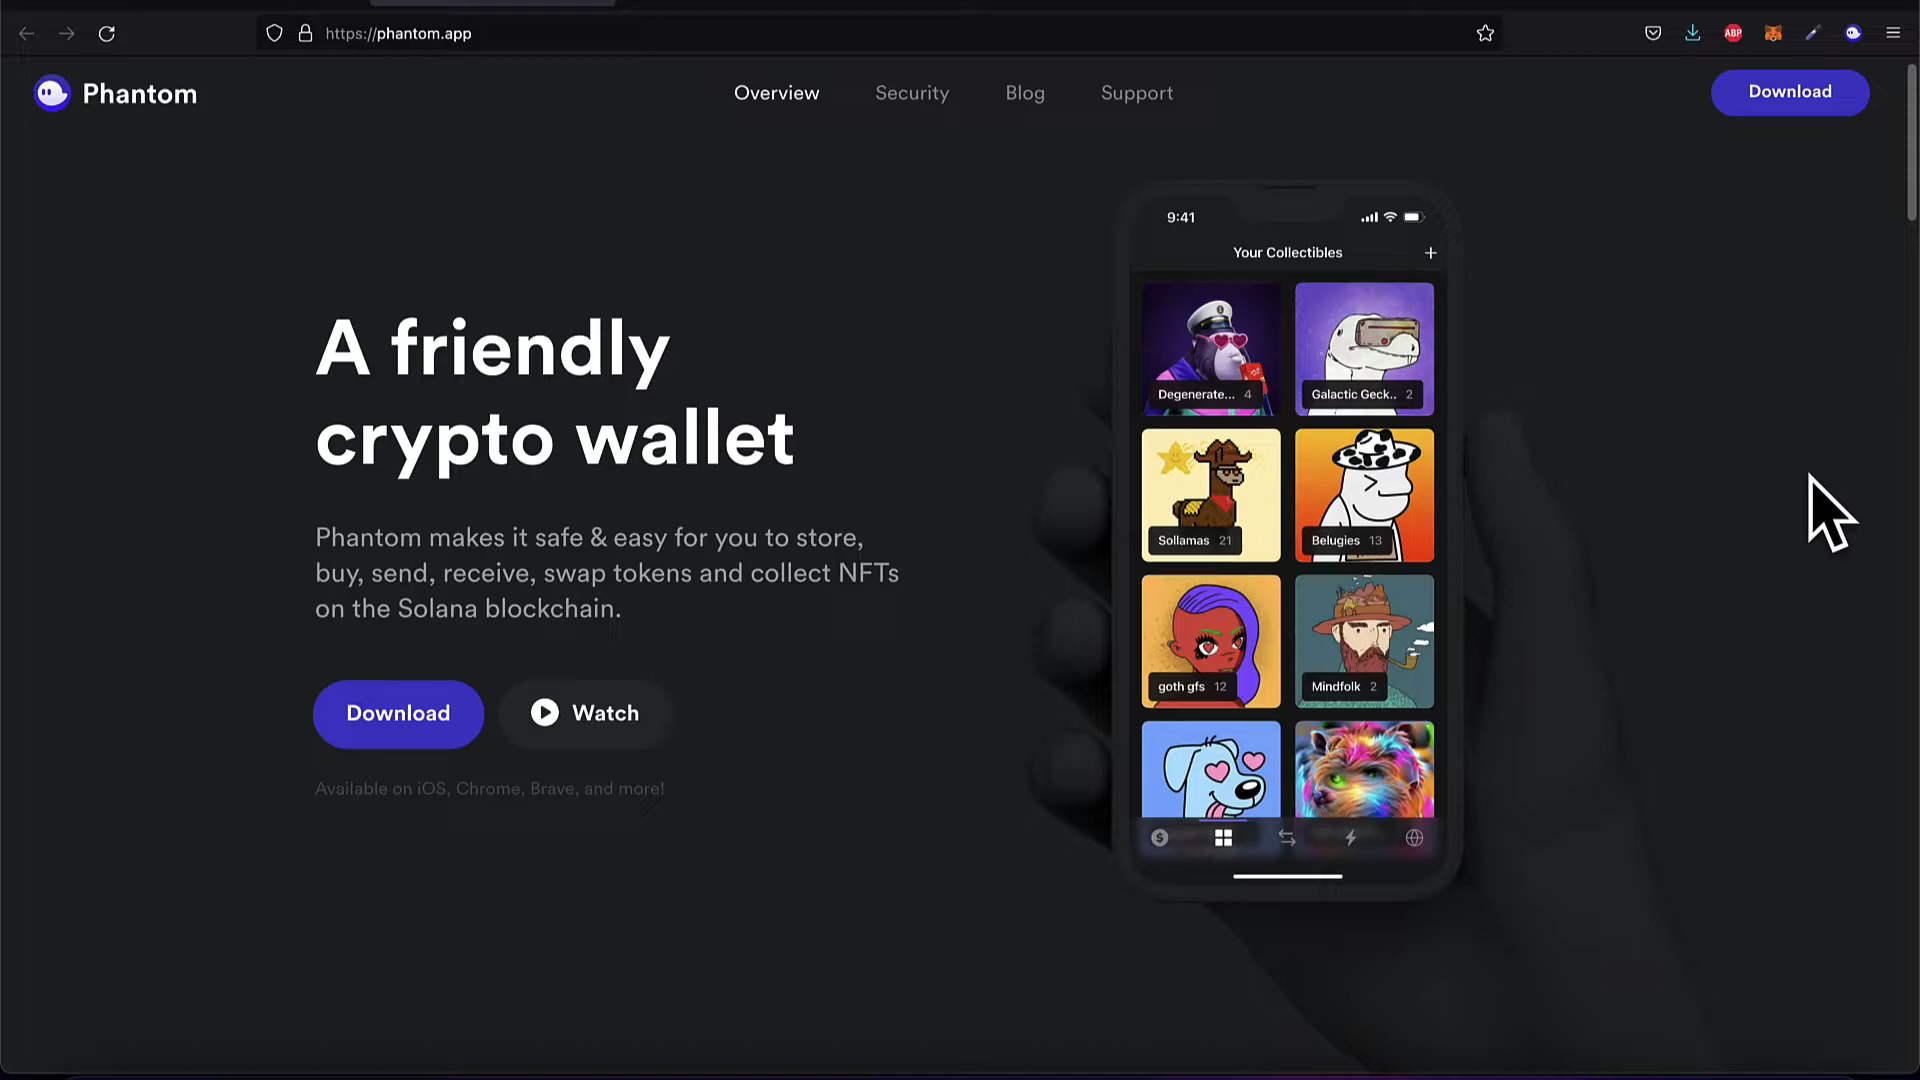 https://phantom.app
ABP
Phantom
Overview
Security
Blog
Support
Download
A friendly
crypto wallet
Phantom makes it safe & easy for you to store,
buy, send, receive, swap tokens and collect NFTs
on the Solana blockchain.
Download
Watch
Available on iOS, Chrome, Brave, and more!
9:41
Your Collectibles
+
Degenerate... 4
Galactic Geck.. 2
Sollamas 21
Belugies 13
goth gfs 12
Mindfolk 2